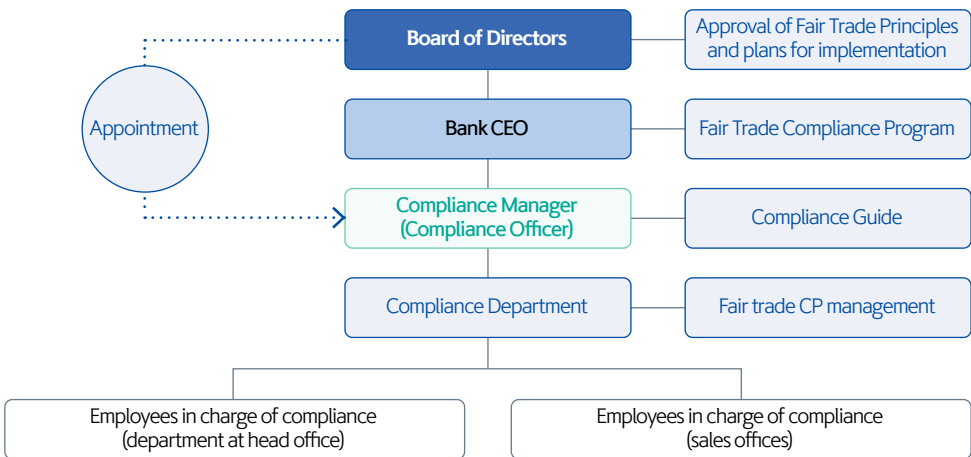 Board of Directors
Approval of Fair Trade Principles
and plans for implementation
Appointment
Bank CEO
Fair Trade Compliance Program
Compliance Manager
(Compliance Officer)
Compliance Guide
Compliance Department
Fair trade CP management
Employees in charge of compliance
(department at head office)
Employees in charge of compliance
(sales offices)